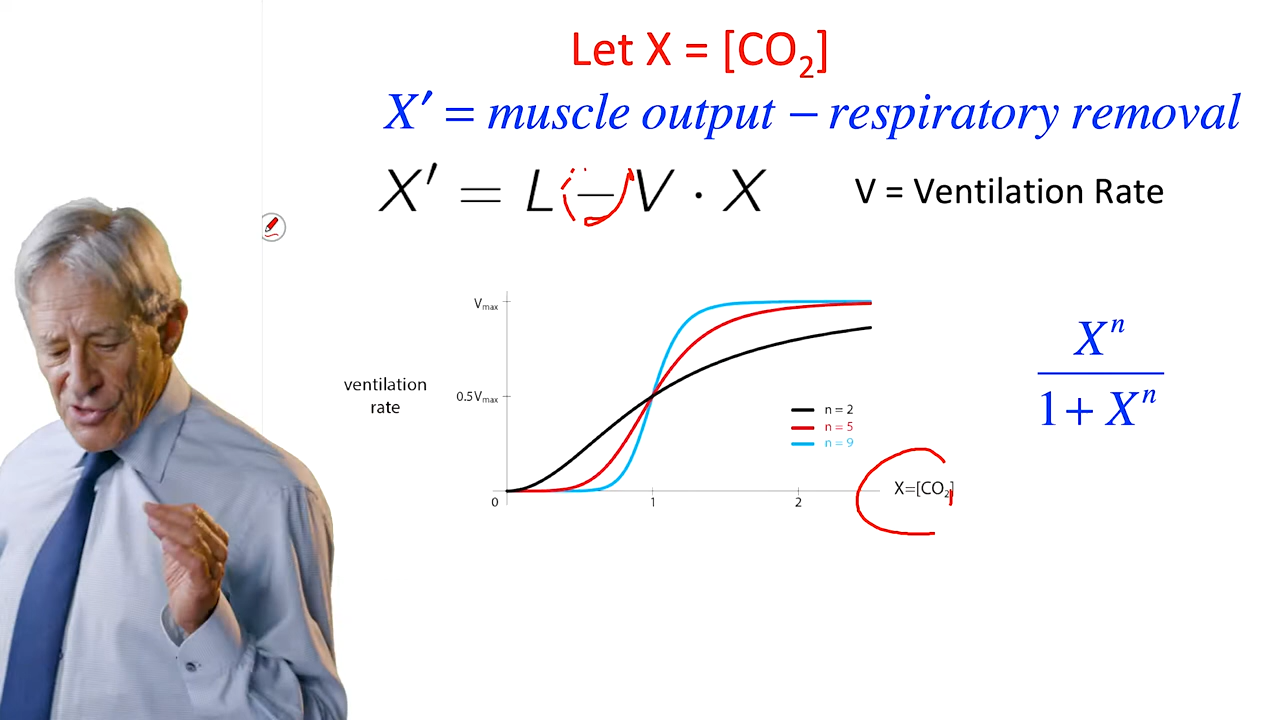 Let X = [CO₂]
X′ = muscle output − respiratory removal
X′ = L − V · X
V = Ventilation Rate
Vmax
ventilation
rate
0.5Vmax
n = 2
n = 5
n = 9
X=[CO₂]
0
1
2
Xⁿ
1 + Xⁿ